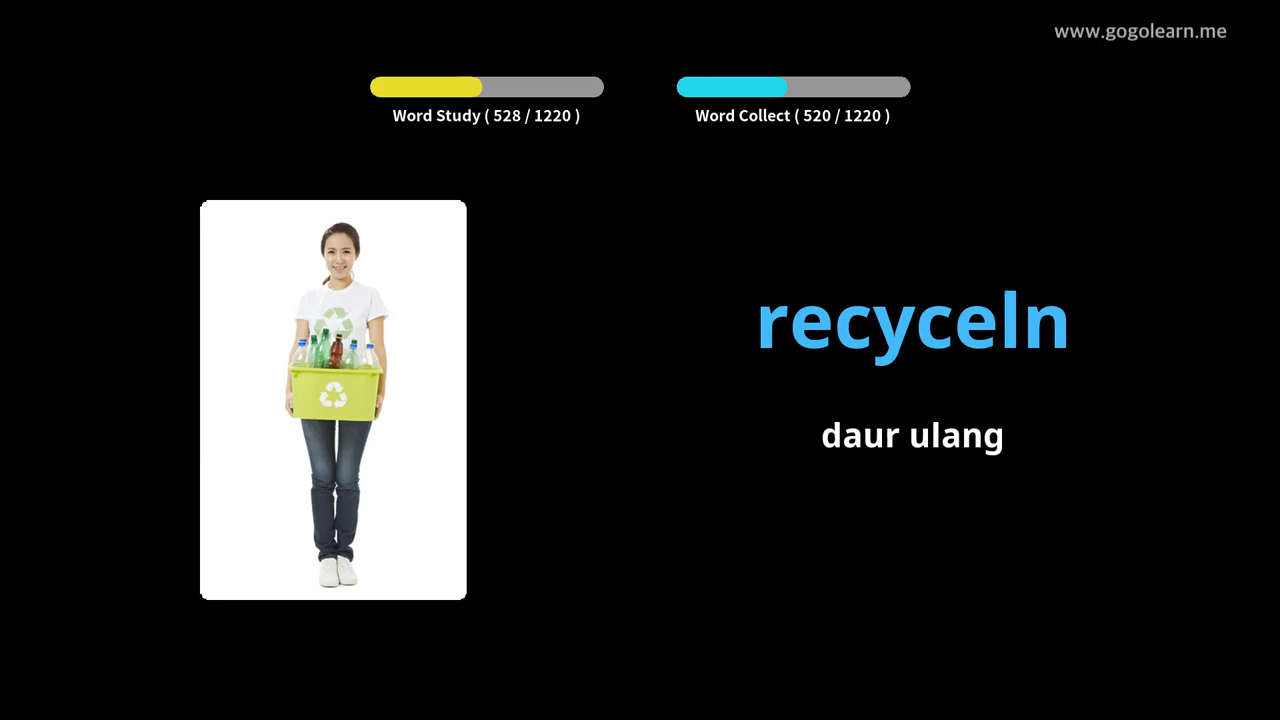 www.gogolearn.me
Word Study ( 528 / 1220 )
Word Collect ( 520 / 1220 )
recyceln
daur ulang